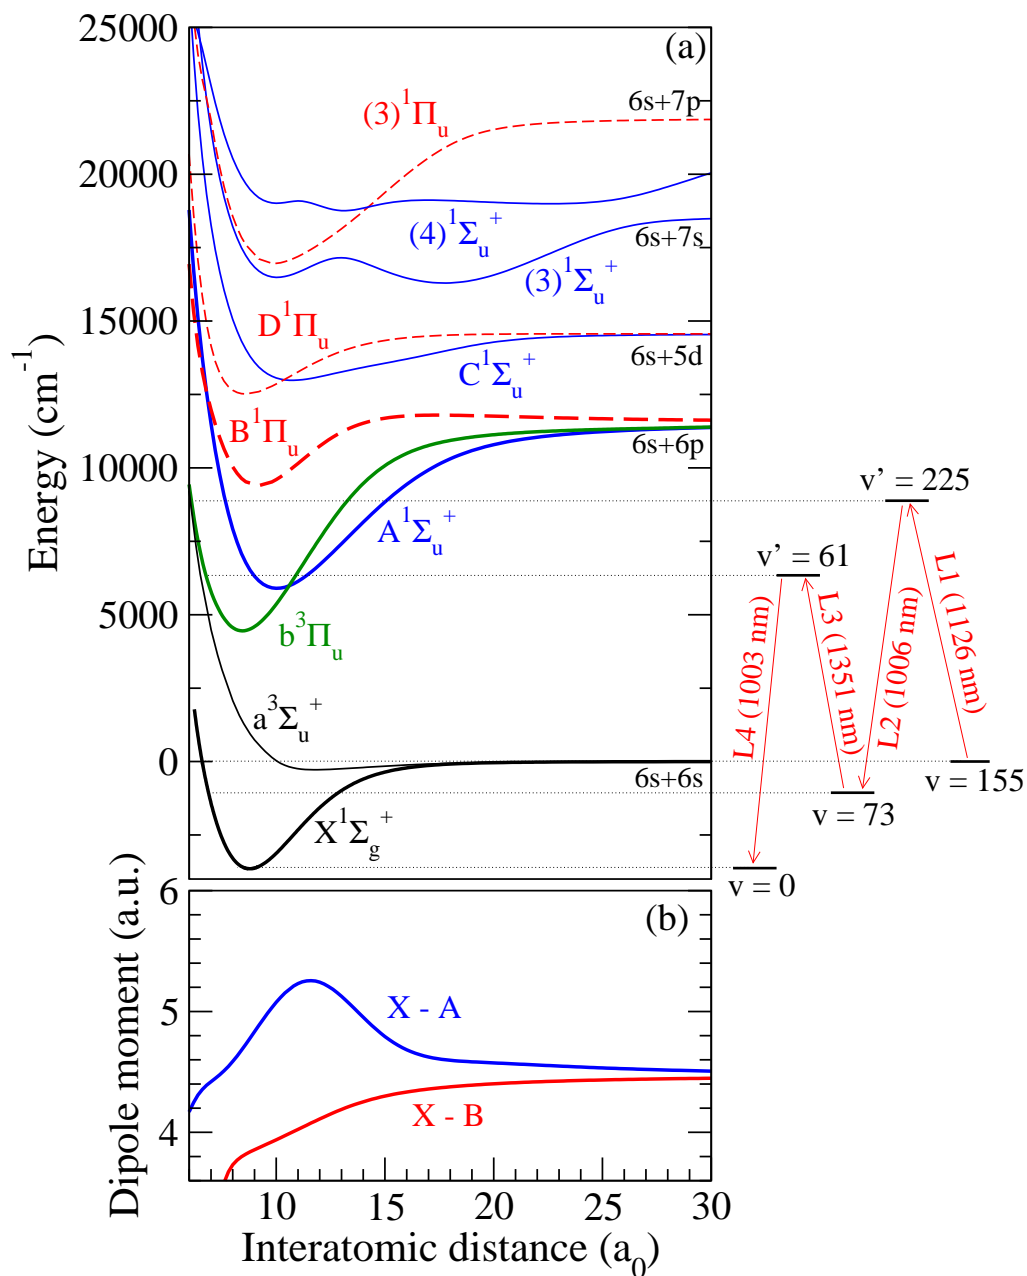 25000
(a)
6s+7p
(3)¹Πᵤ
20000
(4)¹Σᵤ⁺
6s+7s
(3)¹Σᵤ⁺
15000
D¹Πᵤ
6s+5d
C¹Σᵤ⁺
B¹Πᵤ
6s+6p
10000
v' = 225
A¹Σᵤ⁺
v' = 61
5000
b³Πᵤ
L4 (1003 nm)
L3 (1351 nm)
L2 (1006 nm)
L1 (1126 nm)
a³Σᵤ⁺
0
6s+6s
v = 155
v = 73
X¹Σg⁺
v = 0
Energy (cm⁻¹)
6
(b)
5
X - A
X - B
4
Dipole moment (a.u.)
10 15 20 25 30
Interatomic distance (a₀)